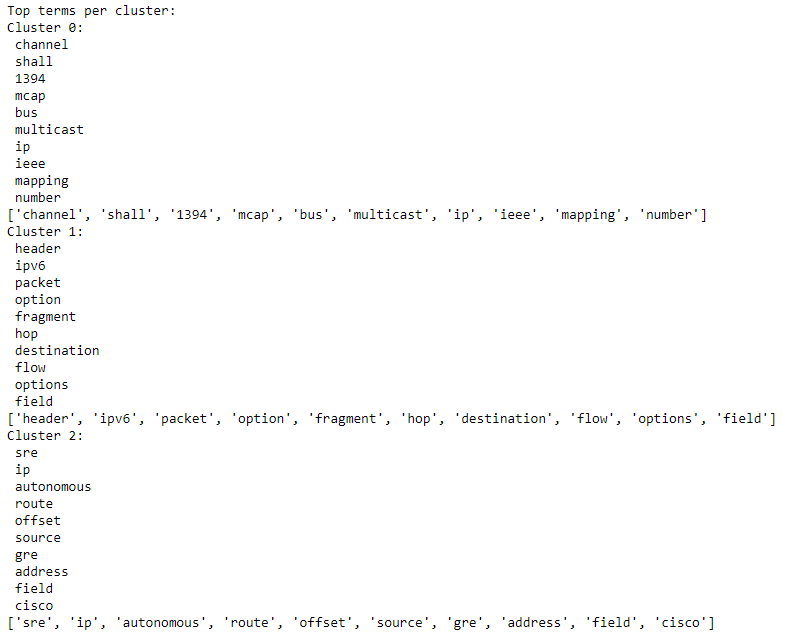 Top terms per cluster:
Cluster 0:
 channel
 shall
 1394
 mcap
 bus
 multicast
 ip
 ieee
 mapping
 number
['channel', 'shall', '1394', 'mcap', 'bus', 'multicast', 'ip', 'ieee', 'mapping', 'number']
Cluster 1:
 header
 ipv6
 packet
 option
 fragment
 hop
 destination
 flow
 options
 field
['header', 'ipv6', 'packet', 'option', 'fragment', 'hop', 'destination', 'flow', 'options', 'field']
Cluster 2:
 sre
 ip
 autonomous
 route
 offset
 source
 gre
 address
 field
 cisco
['sre', 'ip', 'autonomous', 'route', 'offset', 'source', 'gre', 'address', 'field', 'cisco']